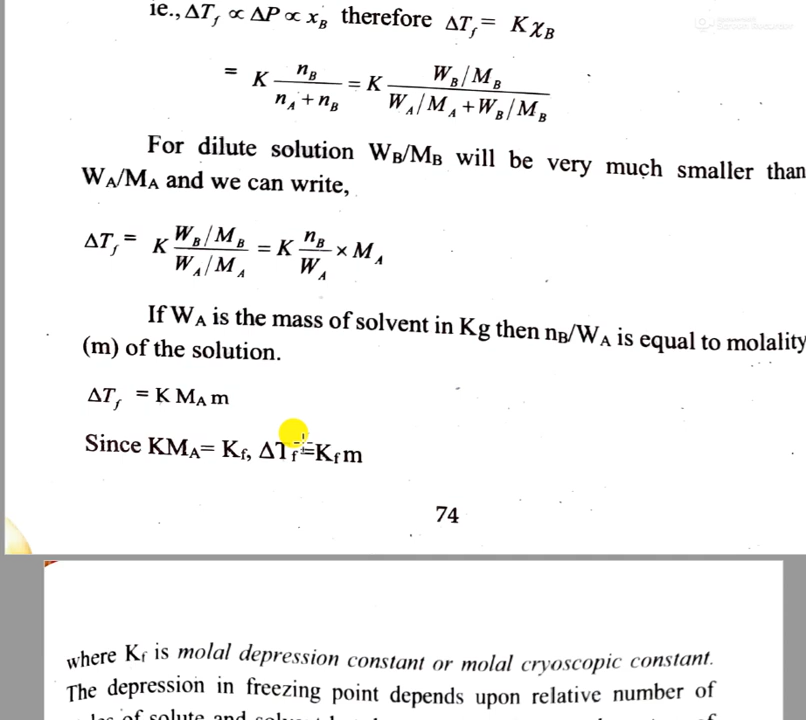 ie., ΔT_f ∝ ΔP ∝ x_B therefore ΔT_f = Kχ_B
= K n_B / (n_A + n_B) = K (W_B/M_B) / (W_A/M_A + W_B/M_B)
For dilute solution W_B/M_B will be very much smaller than
W_A/M_A and we can write,
ΔT_f = K (W_B/M_B) / (W_A/M_A) = K n_B / W_A × M_A
If W_A is the mass of solvent in Kg then n_B/W_A is equal to molality
(m) of the solution.
ΔT_f = K M_A m
Since KM_A = K_f, ΔT_f = K_f m
74
where K_f is molal depression constant or molal cryoscopic constant.
The depression in freezing point depends upon relative number of
of solute and